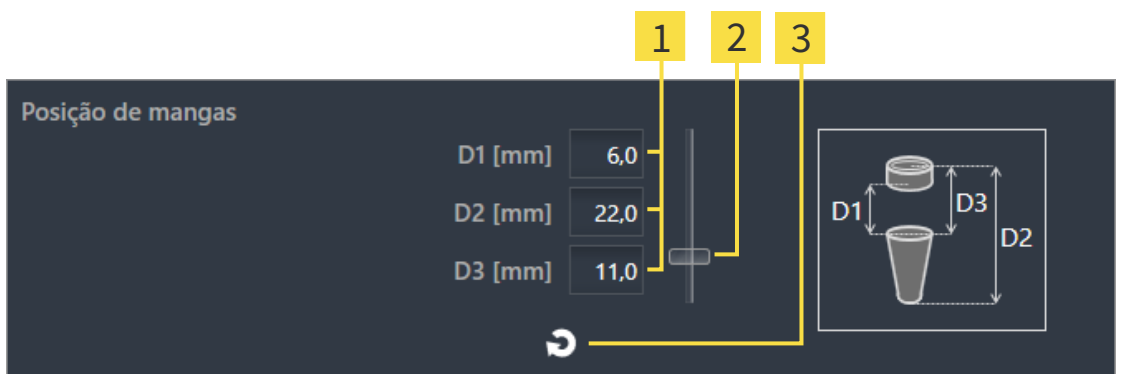 1 2 3
Posição de mangas
D1 [mm] 6,0
D2 [mm] 22,0
D3 [mm] 11,0
D1 D3
D2